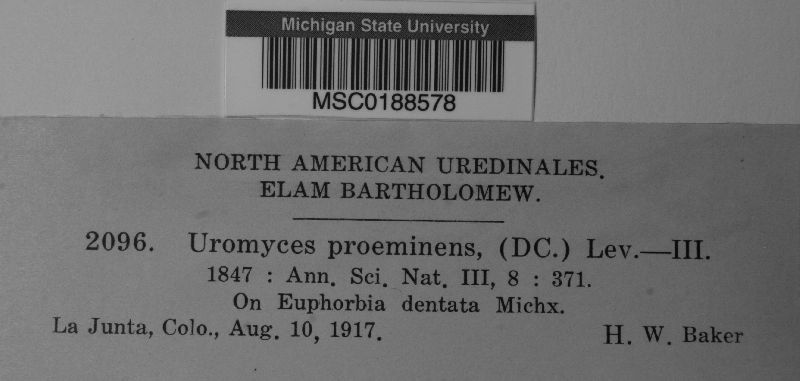 Michigan State University
MSC0188578
NORTH AMERICAN UREDINALES.
ELAM BARTHOLOMEW.
2096. Uromyces proeminens, (DC.) Lev.—III.
1847 : Ann. Sci. Nat. III, 8 : 371.
On Euphorbia dentata Michx.
La Junta, Colo., Aug. 10, 1917. H. W. Baker